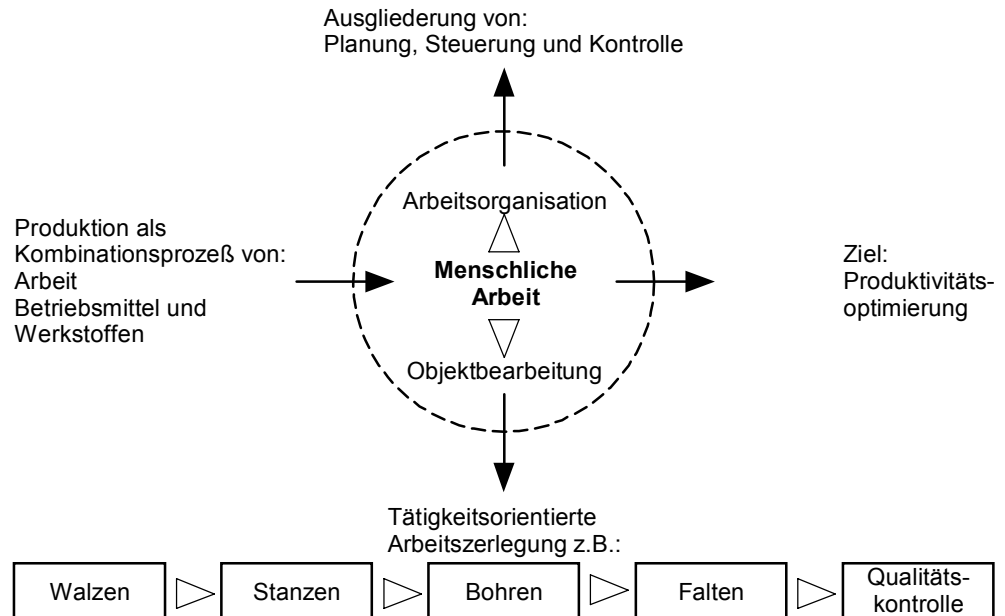 Ausgliederung von:
Planung, Steuerung und Kontrolle
Arbeitsorganisation
Produktion als
Kombinationsprozeß von:
Arbeit
Betriebsmittel und
Werkstoffen
Menschliche
Arbeit
Ziel:
Produktivitäts-
optimierung
Objektbearbeitung
Tätigkeitsorientierte
Arbeitszerlegung z.B.:
Walzen
Stanzen
Bohren
Falten
Qualitäts-
kontrolle